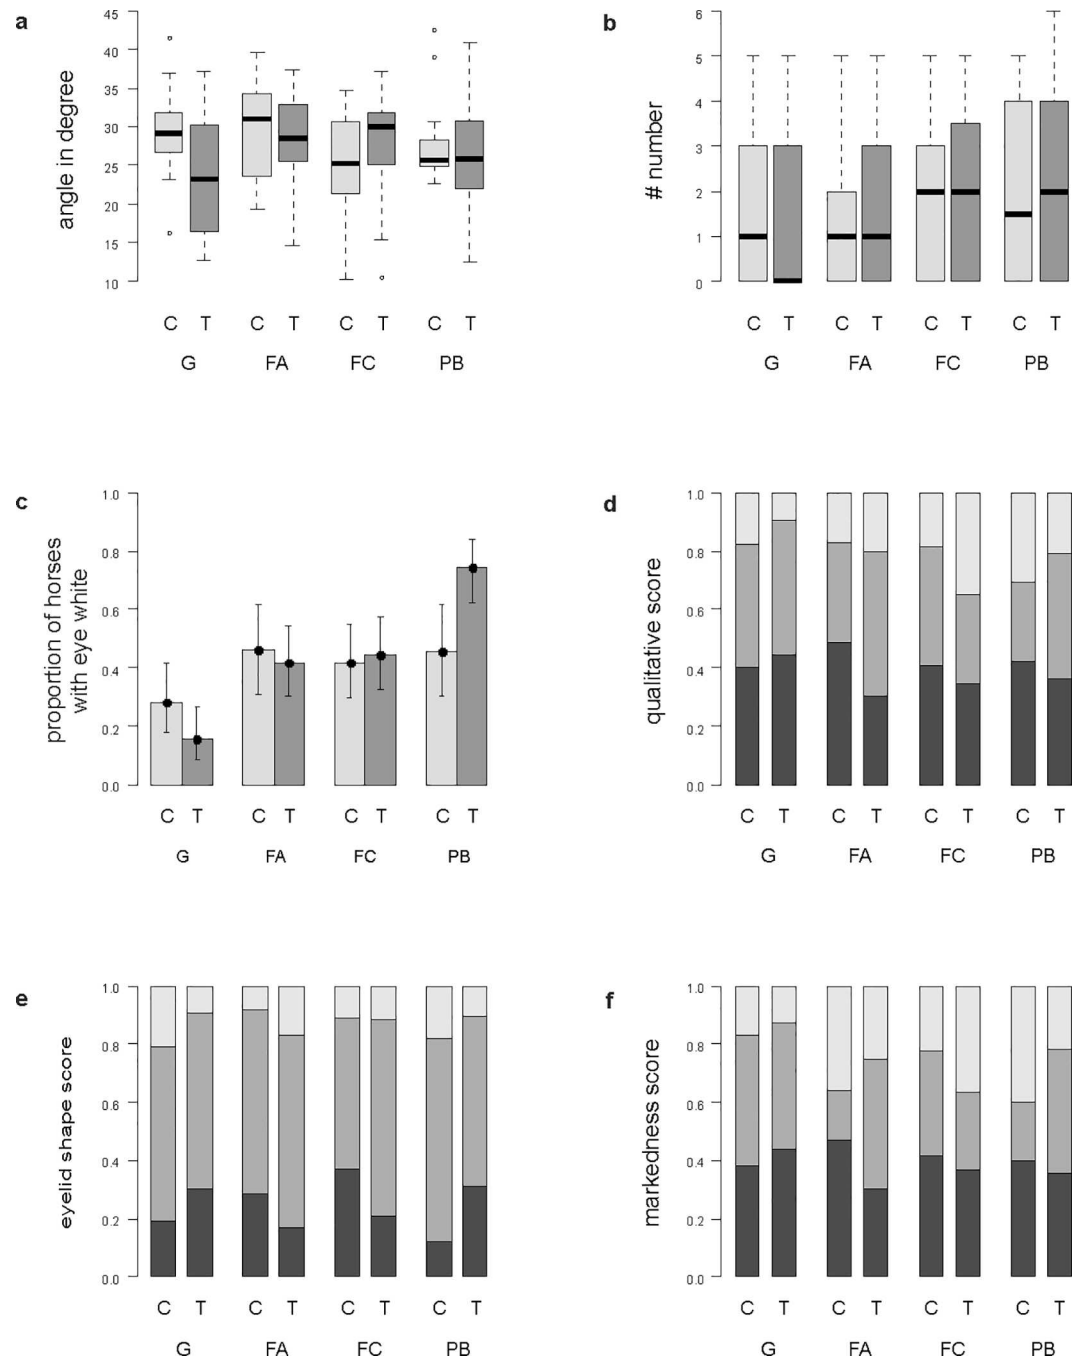 a
angle in degree
45
40
35
30
25
20
15
10
C T C T C T C T
G FA FC PB
b
# number
6
5
4
3
2
1
0
C T C T C T C T
G FA FC PB
c
proportion of horses
with eye white
1.0
0.8
0.6
0.4
0.2
0.0
C T C T C T C T
G FA FC PB
d
qualitative score
1.0
0.8
0.6
0.4
0.2
0.0
C T C T C T C T
G FA FC PB
e
eyelid shape score
1.0
0.8
0.6
0.4
0.2
0.0
C T C T C T C T
G FA FC PB
f
markedness score
1.0
0.8
0.6
0.4
0.2
0.0
C T C T C T C T
G FA FC PB